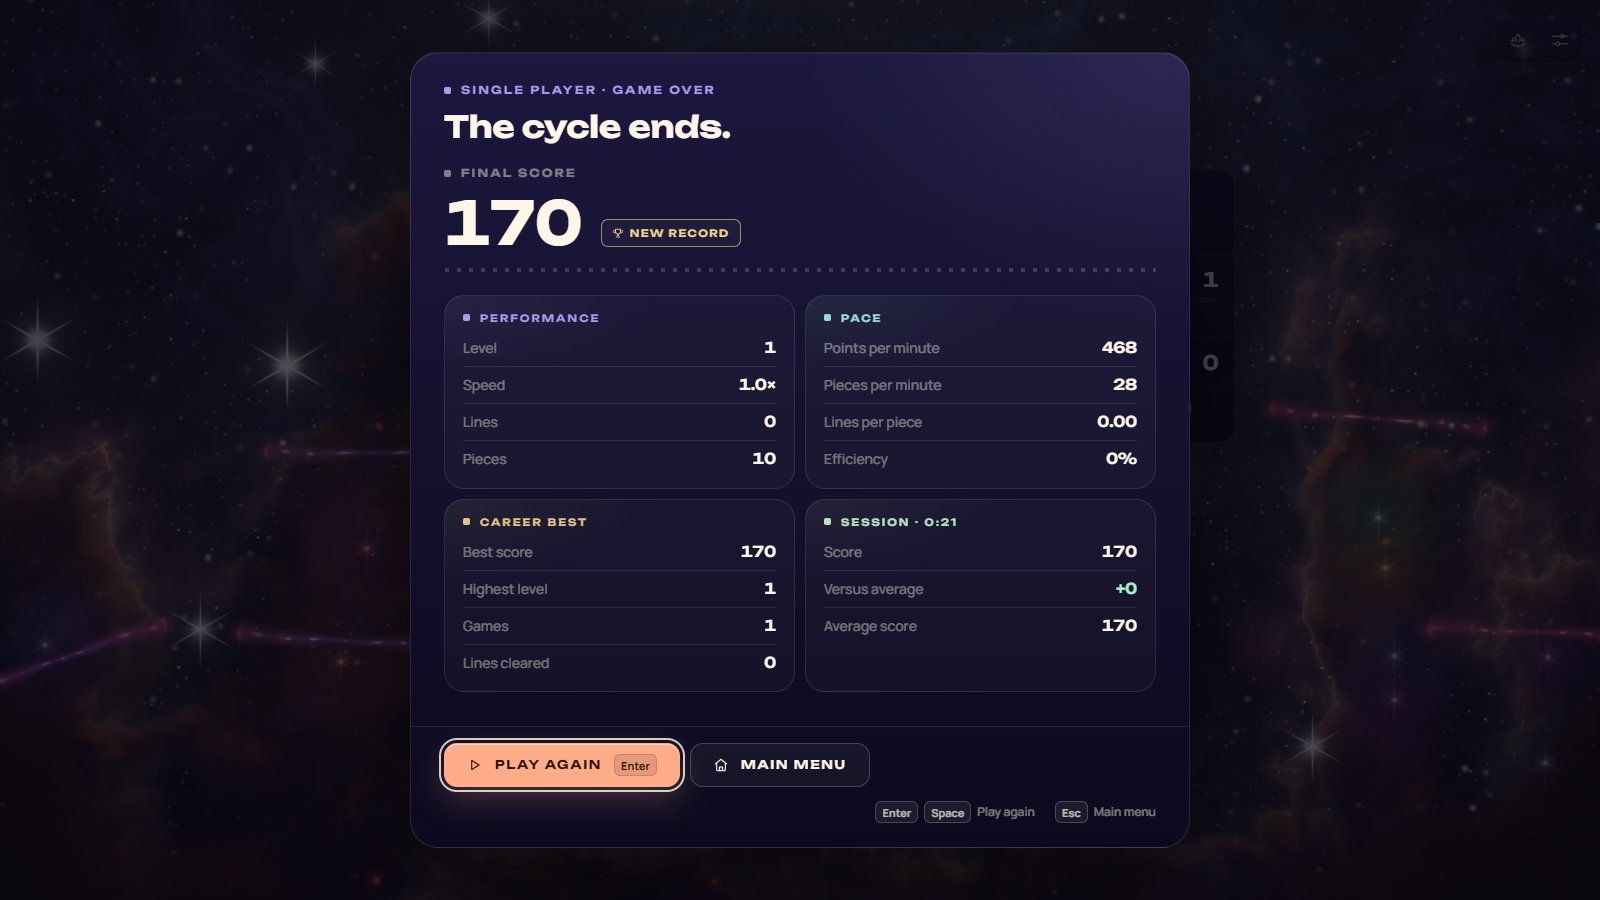 SINGLE PLAYER · GAME OVER
The cycle ends.
FINAL SCORE
170 NEW RECORD
PERFORMANCE
Level 1
Speed 1.0×
Lines 0
Pieces 10
PACE
Points per minute 468
Pieces per minute 28
Lines per piece 0.00
Efficiency 0%
CAREER BEST
Best score 170
Highest level 1
Games 1
Lines cleared 0
SESSION · 0:21
Score 170
Versus average +0
Average score 170
1
0
PLAY AGAIN Enter
MAIN MENU
Enter Space Play again Esc Main menu